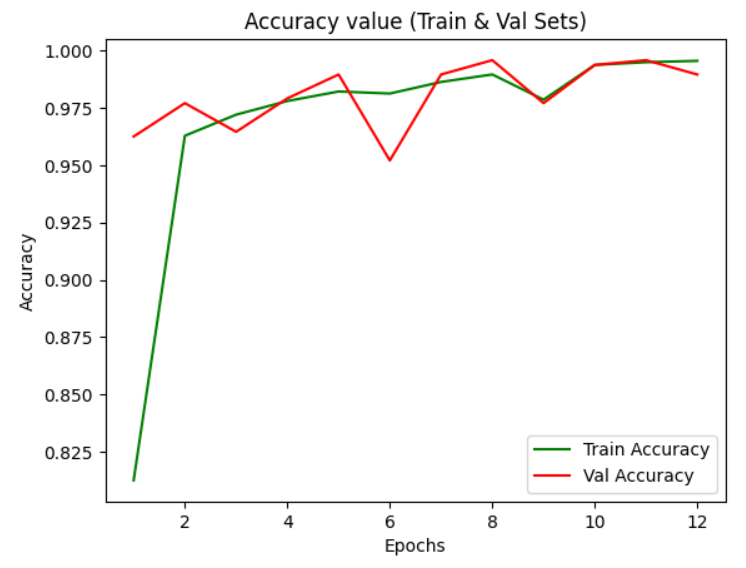 Accuracy value (Train & Val Sets)
1.000
0.975
0.950
0.925
0.900
0.875
0.850
0.825
Accuracy
Train Accuracy
Val Accuracy
2 4 6 8 10 12
Epochs